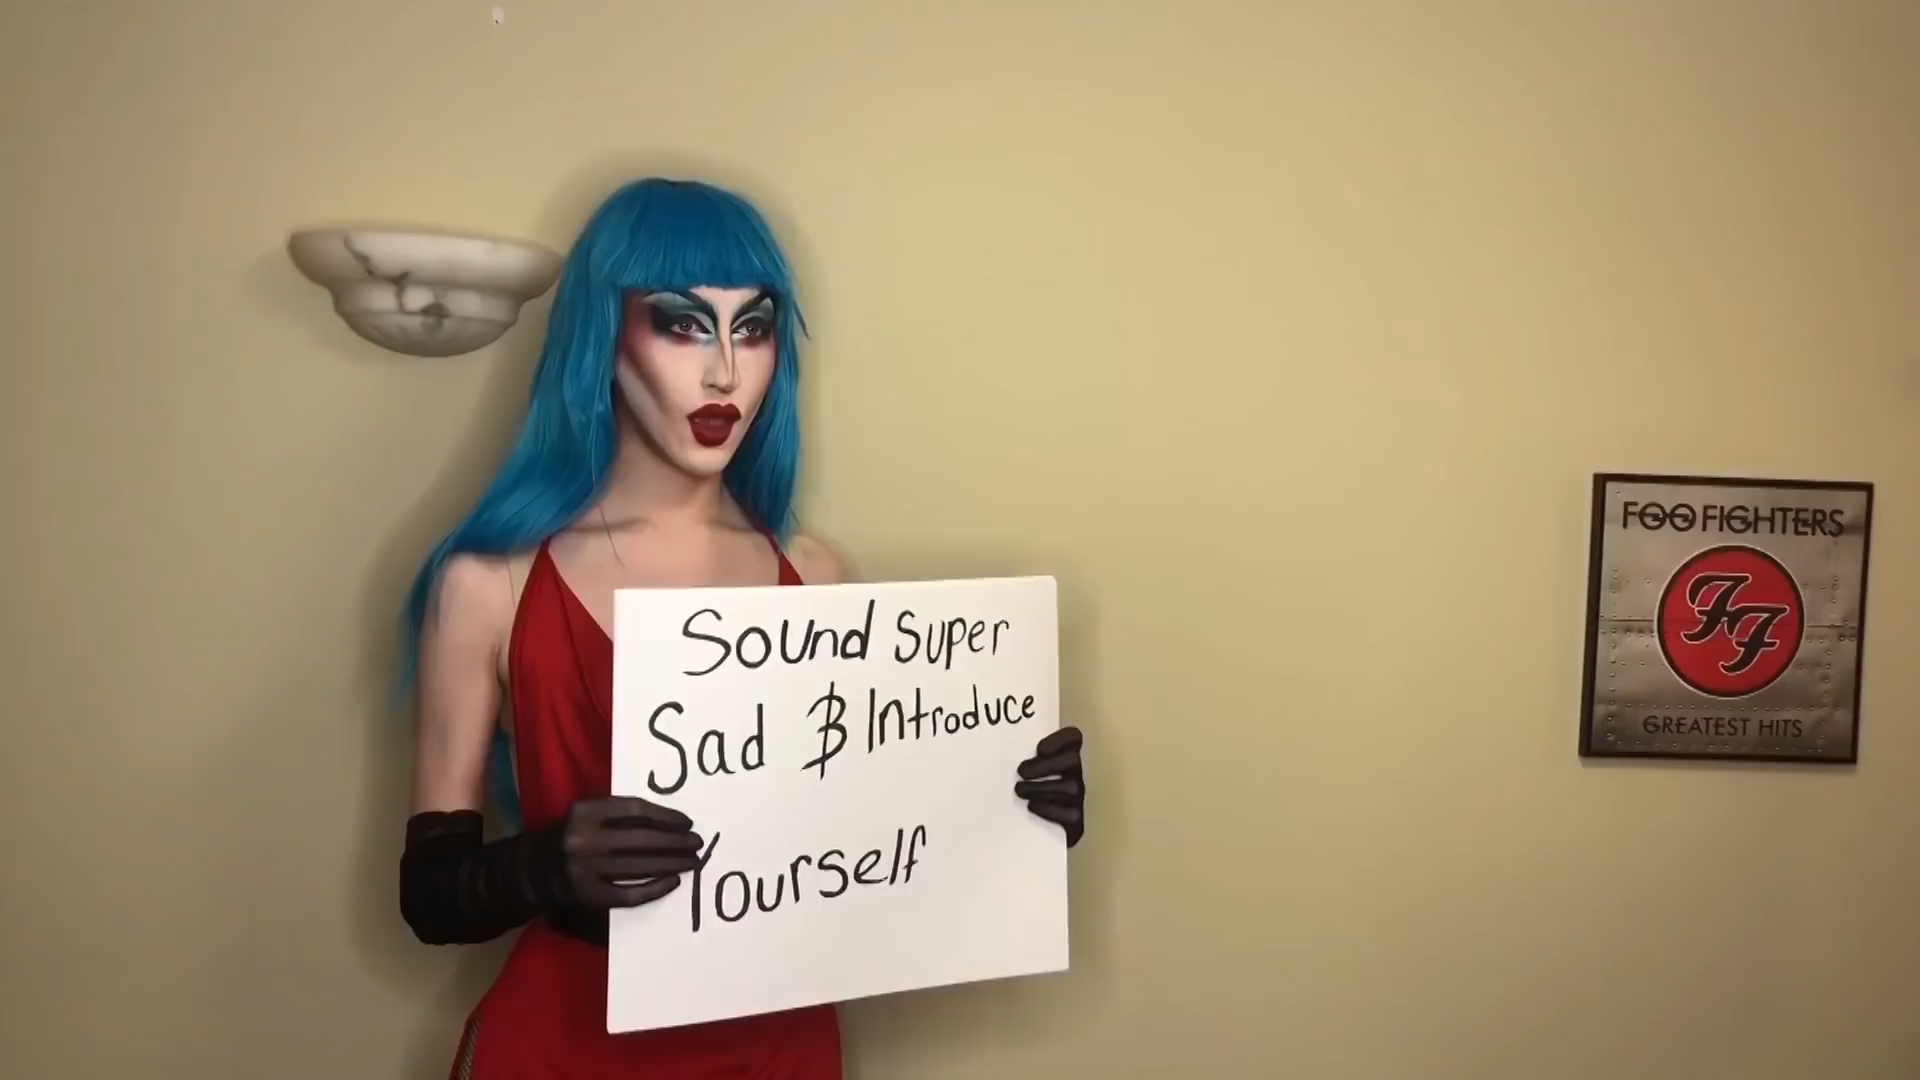 Sound Super
Sad & Introduce
Yourself
FOO FIGHTERS
FF
GREATEST HITS